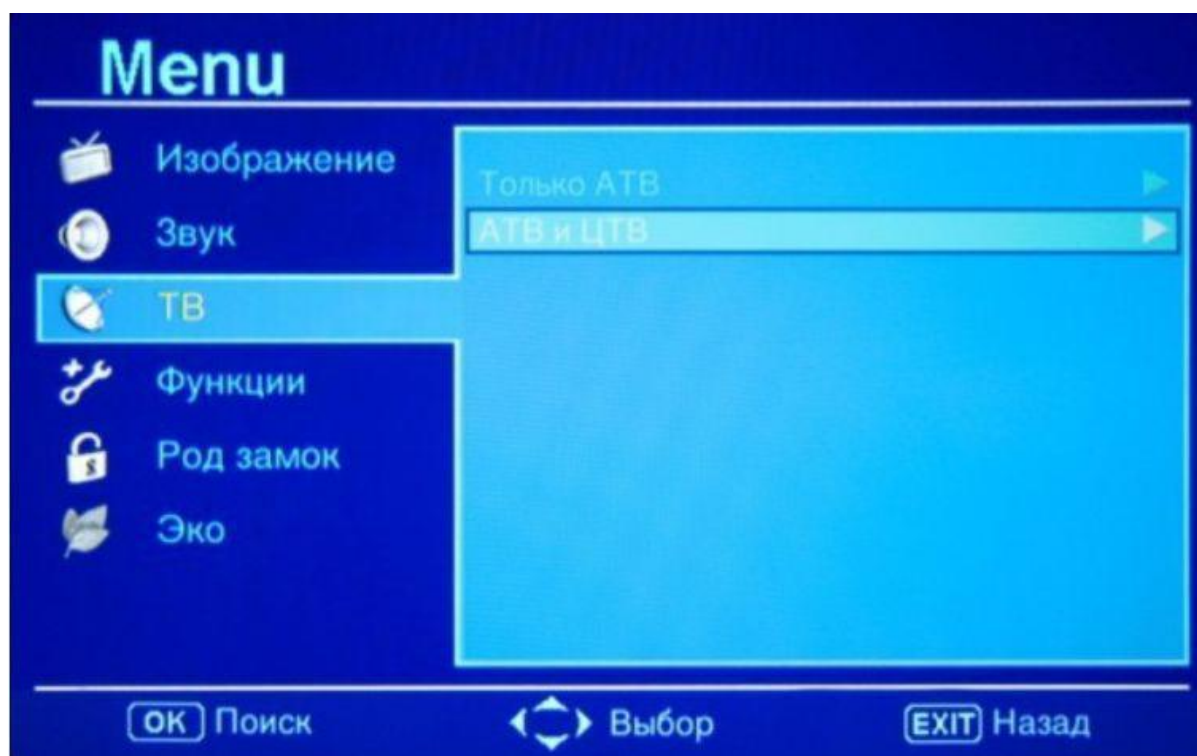 Menu
Изображение
Звук
ТВ
Функции
Род замок
Эко
Только АТВ
АТВ и ЦТВ
OK Поиск
Выбор
EXIT Назад